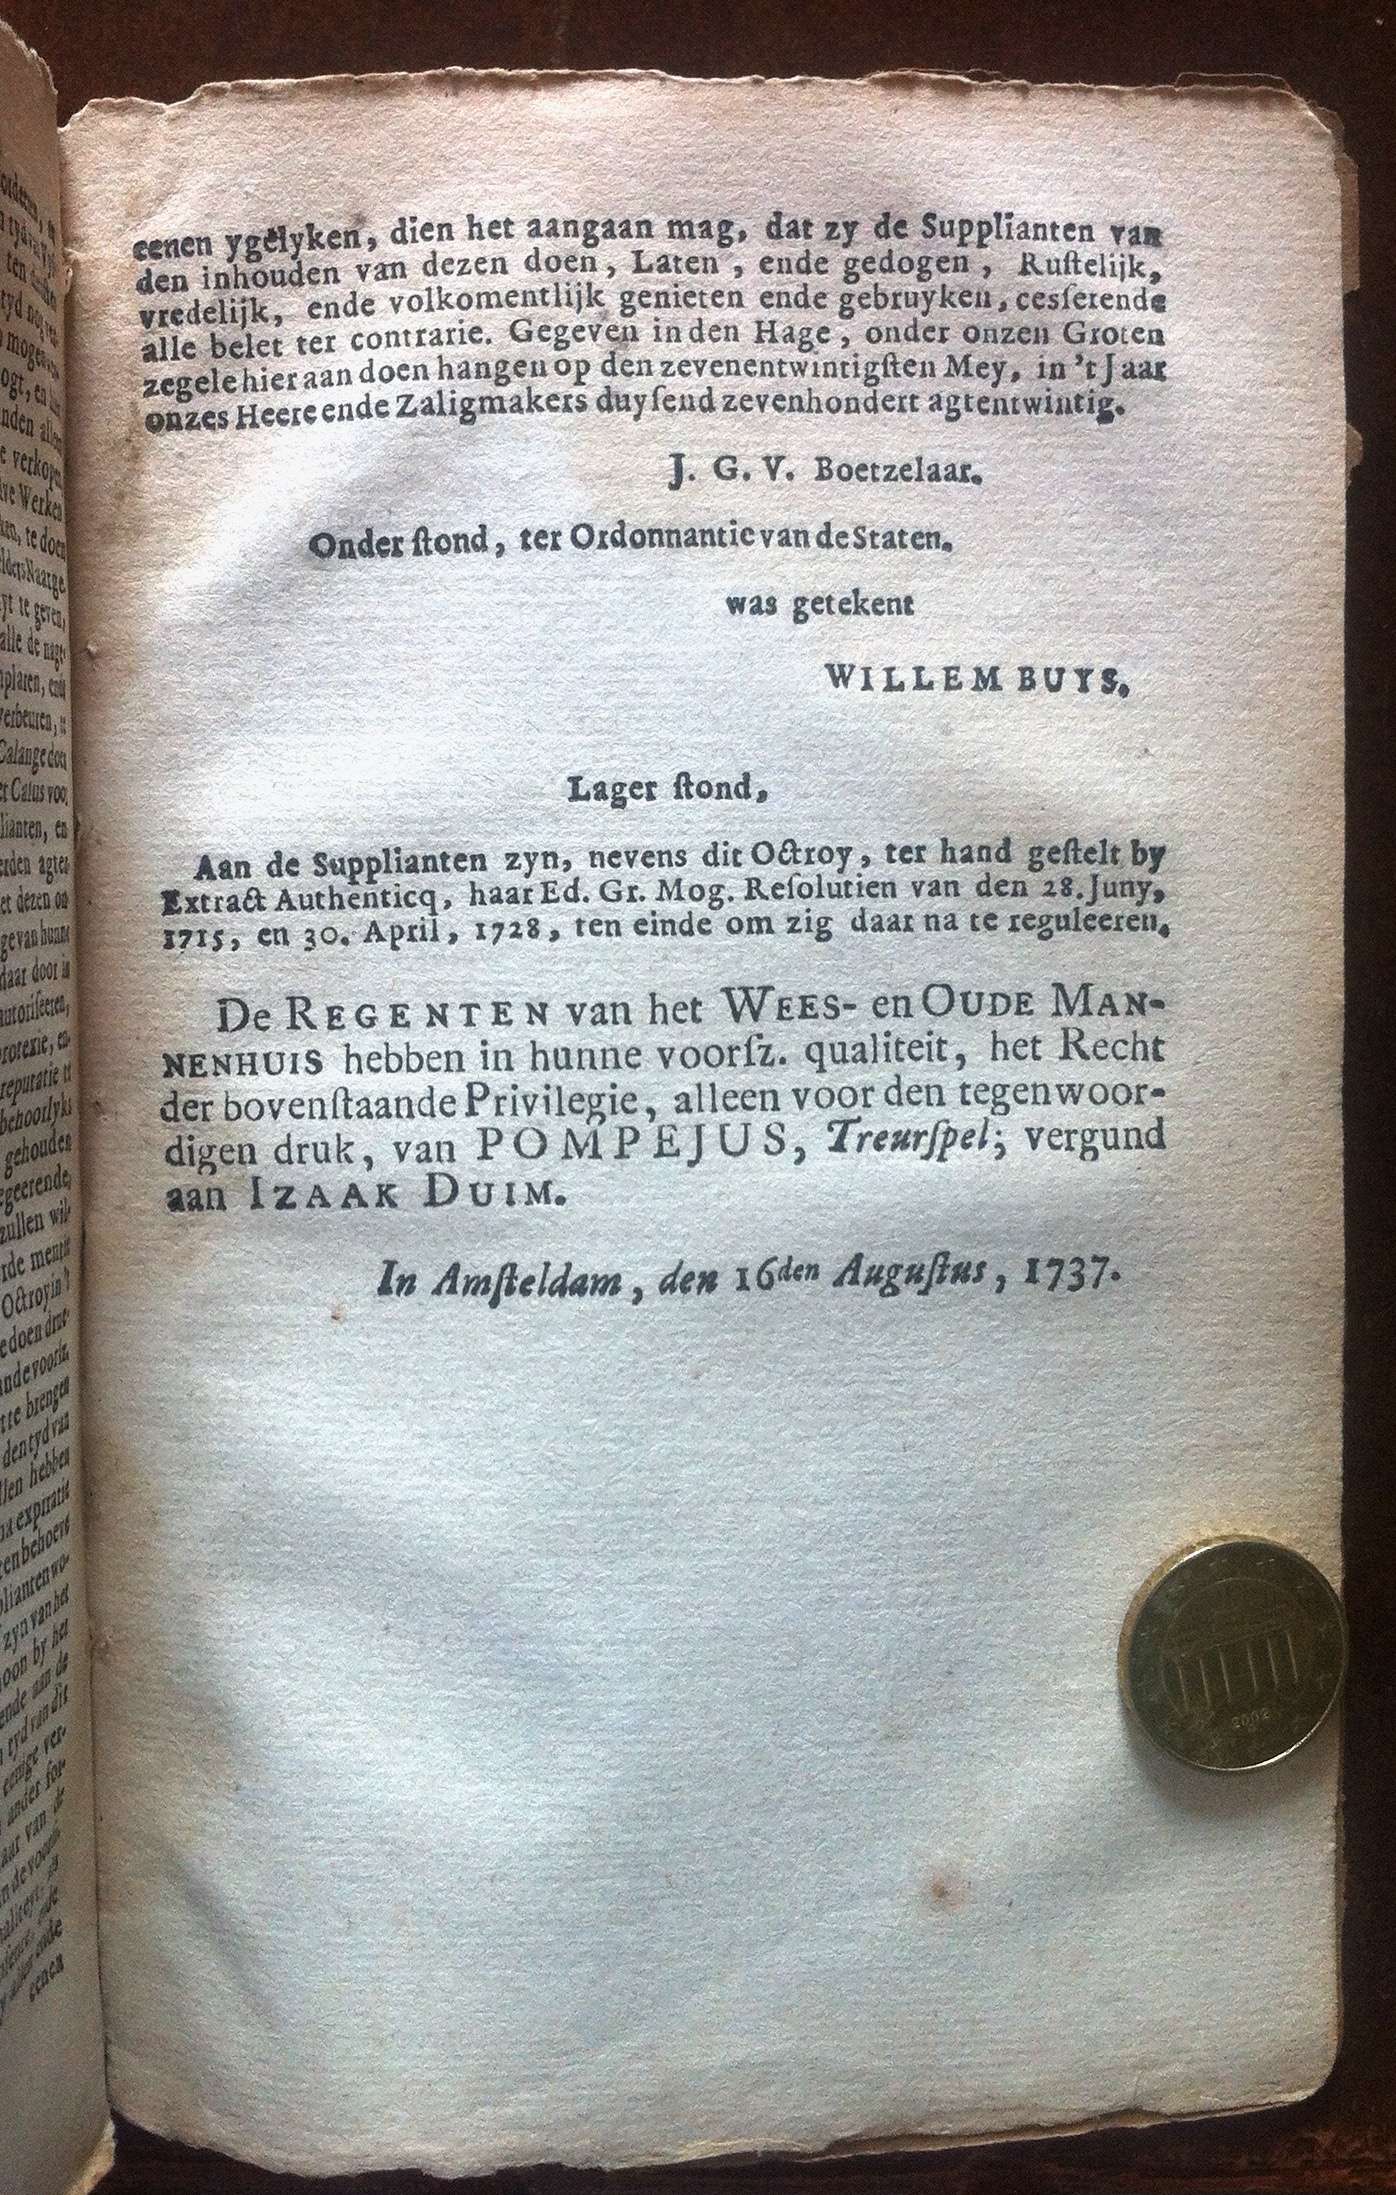 eenen ygelyken, dien het aangaan mag, dat zy de Supplianten van
den inhouden van dezen doen, Laten, ende gedogen, Ruſtelijk,
vredelijk, ende volkomentlijk genieten ende gebruyken, cesſerende
alle belet ter contrarie. Gegeven in den Hage, onder onzen Groten
zegele hier aan doen hangen op den zevenentwintigſten Mey, in 't Jaar
onzes Heere ende Zaligmakers duyſend zevenhondert agtentwintig.
J. G. V. Boetzelaar.
Onder ſtond, ter Ordonnantie van de Staten.
was getekent
WILLEM BUYS.
Lager ſtond,
Aan de Supplianten zyn, nevens dit Octroy, ter hand geſtelt by
Extract Authenticq, haar Ed. Gr. Mog. Reſolutien van den 28. Juny,
1715, en 30. April, 1728, ten einde om zig daar na te reguleeren.
De REGENTEN van het WEES- en OUDE MAN-
NENHUIS hebben in hunne voorſz. qualiteit, het Recht
der bovenſtaande Privilegie, alleen voor den tegenwoor-
digen druk, van POMPEJUS, Treurſpel; vergund
aan IZAAK DUIM.
In Amſteldam, den 16den Auguſtus, 1737.
2002